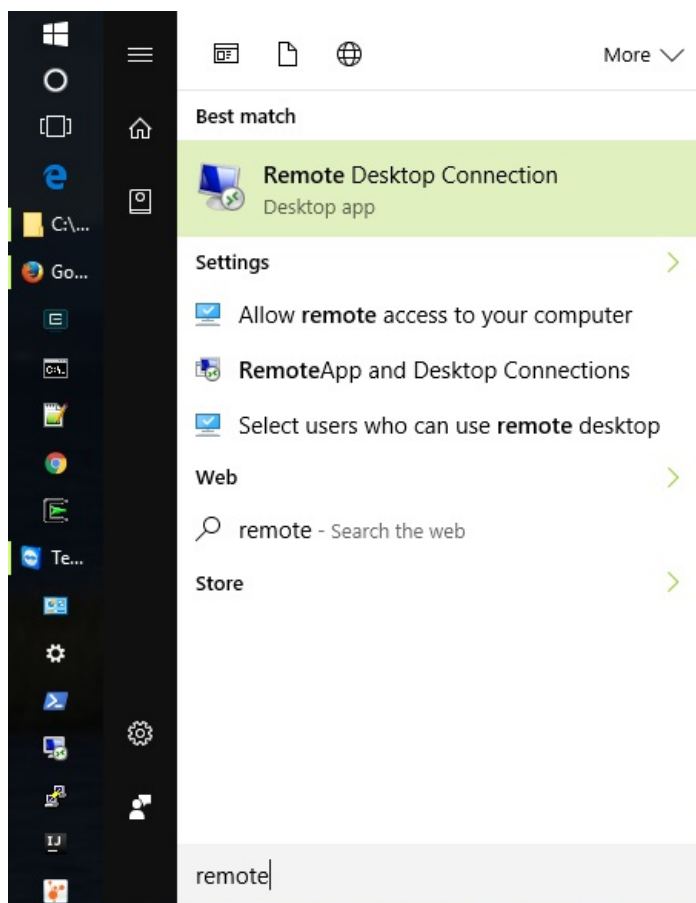 More
Best match
Remote Desktop Connection
Desktop app
Settings
Allow remote access to your computer
RemoteApp and Desktop Connections
Select users who can use remote desktop
Web
remote - Search the web
Store
remote
C:\...
Go...
Te...
C:\.
IJ